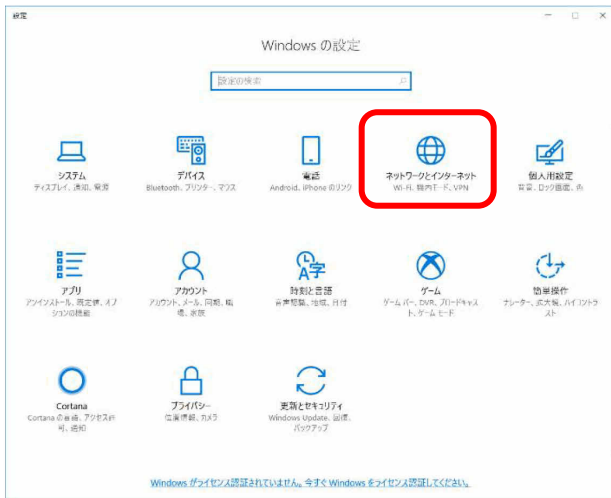 設定
Windows の設定
設定の検索
システム
ディスプレイ、通知、電源
デバイス
Bluetooth、プリンター、マウス
電話
Android、iPhone のリンク
ネットワークとインターネット
Wi-Fi、機内モード、VPN
個人用設定
背景、ロック画面、色
アプリ
アンインストール、既定値、オプ
ションの機能
アカウント
アカウント、メール、同期、職
場、家族
時刻と言語
音声認識、地域、日付
ゲーム
ゲーム バー、DVR、ブロードキャス
ト、ゲーム モード
簡単操作
ナレーター、拡大鏡、ハイコントラ
スト
Cortana
Cortana の言語、アクセス許
可、通知
プライバシー
位置情報、カメラ
更新とセキュリティ
Windows Update、回復、
バックアップ
Windows がライセンス認証されていません。今すぐ Windows をライセンス認証してください。